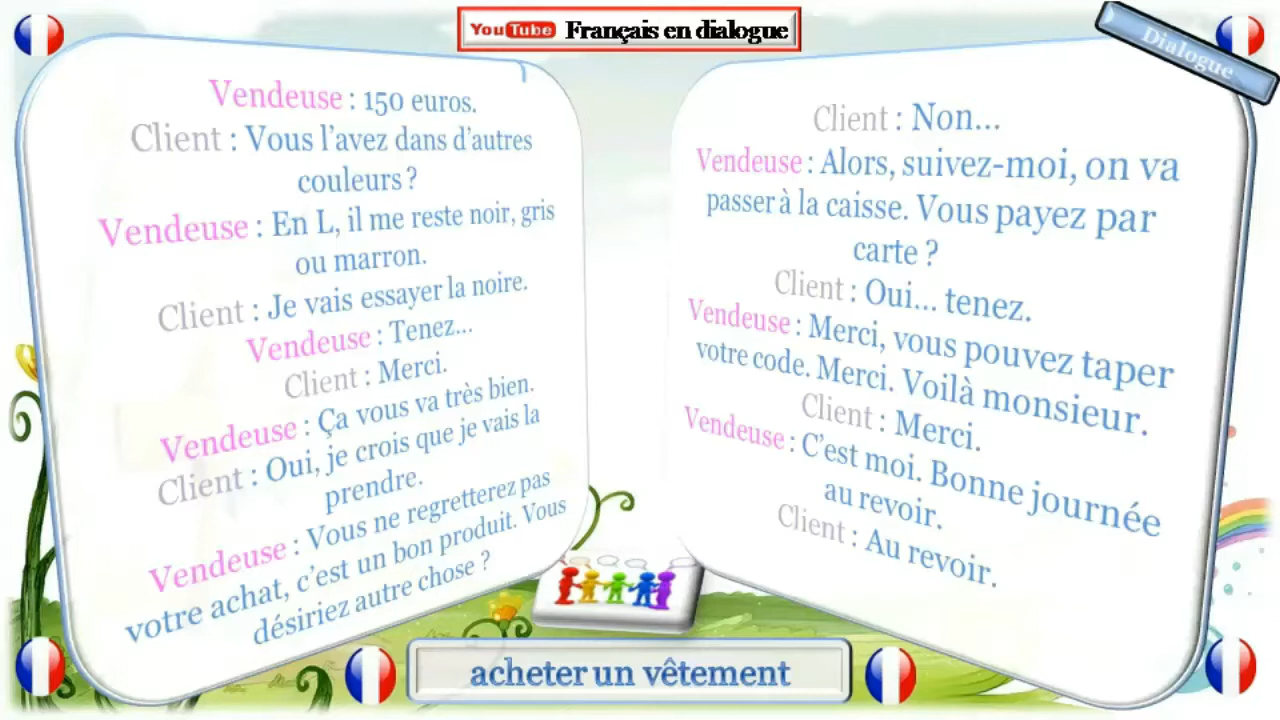 YouTube Français en dialogue
Dialogue
Vendeuse : 150 euros.
Client : Vous l'avez dans d'autres
couleurs ?
Vendeuse : En L, il me reste noir, gris
ou marron.
Client : Je vais essayer la noire.
Vendeuse : Tenez...
Client : Merci.
Vendeuse : Ça vous va très bien.
Client : Oui, je crois que je vais la
prendre.
Vendeuse : Vous ne regretterez pas
votre achat, c'est un bon produit. Vous
désiriez autre chose ?
Client : Non...
Vendeuse : Alors, suivez-moi, on va
passer à la caisse. Vous payez par
carte ?
Client : Oui... tenez.
Vendeuse : Merci, vous pouvez taper
votre code. Merci. Voilà monsieur.
Client : Merci.
Vendeuse : C'est moi. Bonne journée
au revoir.
Client : Au revoir.
acheter un vêtement